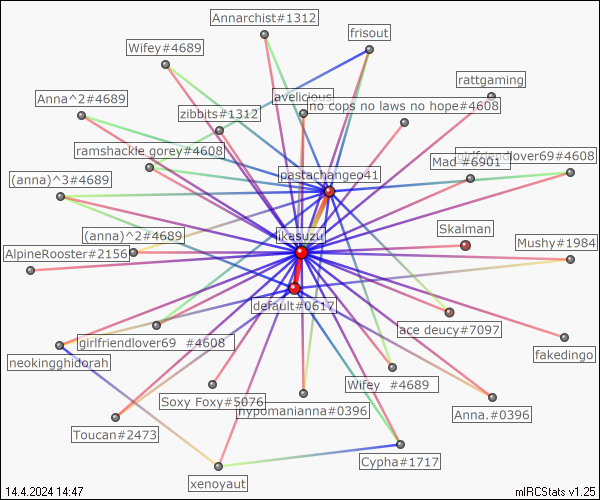 Annarchist#1312
frisout
Wifey#4689
rattgaming
Anna^2#4689
avelicious
no cops no laws no hope#4608
zibbits#1312
ramshackle gorey#4608
girlfriendlover69#4608
Mad #6901
(anna)^3#4689
pastachangeo41
(anna)^2#4689
ikasuzu
Skalman
Mushy#1984
AlpineRooster#2156
default#0617
ace deucy#7097
girlfriendlover69 #4608
fakedingo
neokingghidorah
Wifey #4689
Soxy Foxy#5076
hypomanianna#0396
Anna.#0396
Toucan#2473
Cypha#1717
xenoyaut
14.4.2024 14:47
mIRCStats v1.25